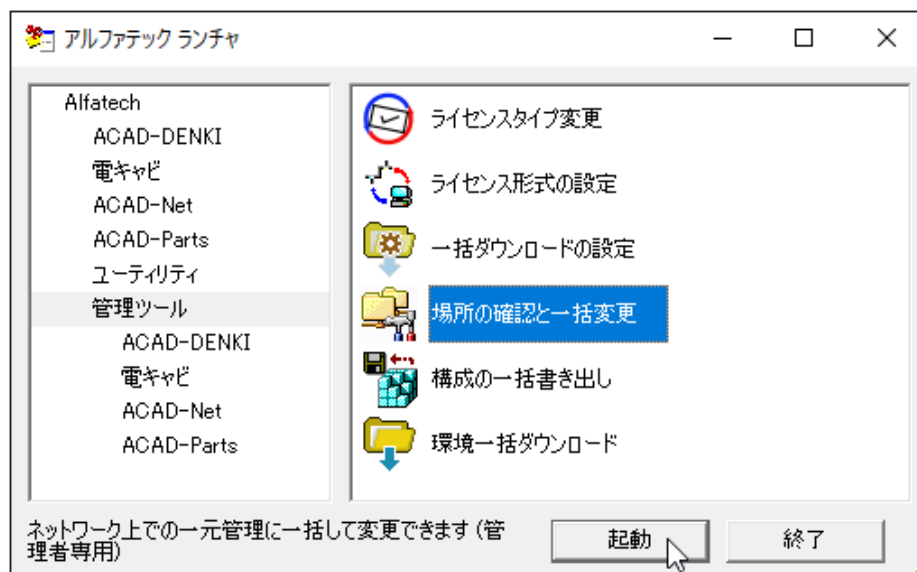 アルファテック ランチャ
Alfatech
ACAD-DENKI
電キャビ
ACAD-Net
ACAD-Parts
ユーティリティ
管理ツール
ACAD-DENKI
電キャビ
ACAD-Net
ACAD-Parts
ライセンスタイプ変更
ライセンス形式の設定
一括ダウンロードの設定
場所の確認と一括変更
構成の一括書き出し
環境一括ダウンロード
ネットワーク上での一元管理に一括して変更できます(管
理者専用)
起動
終了